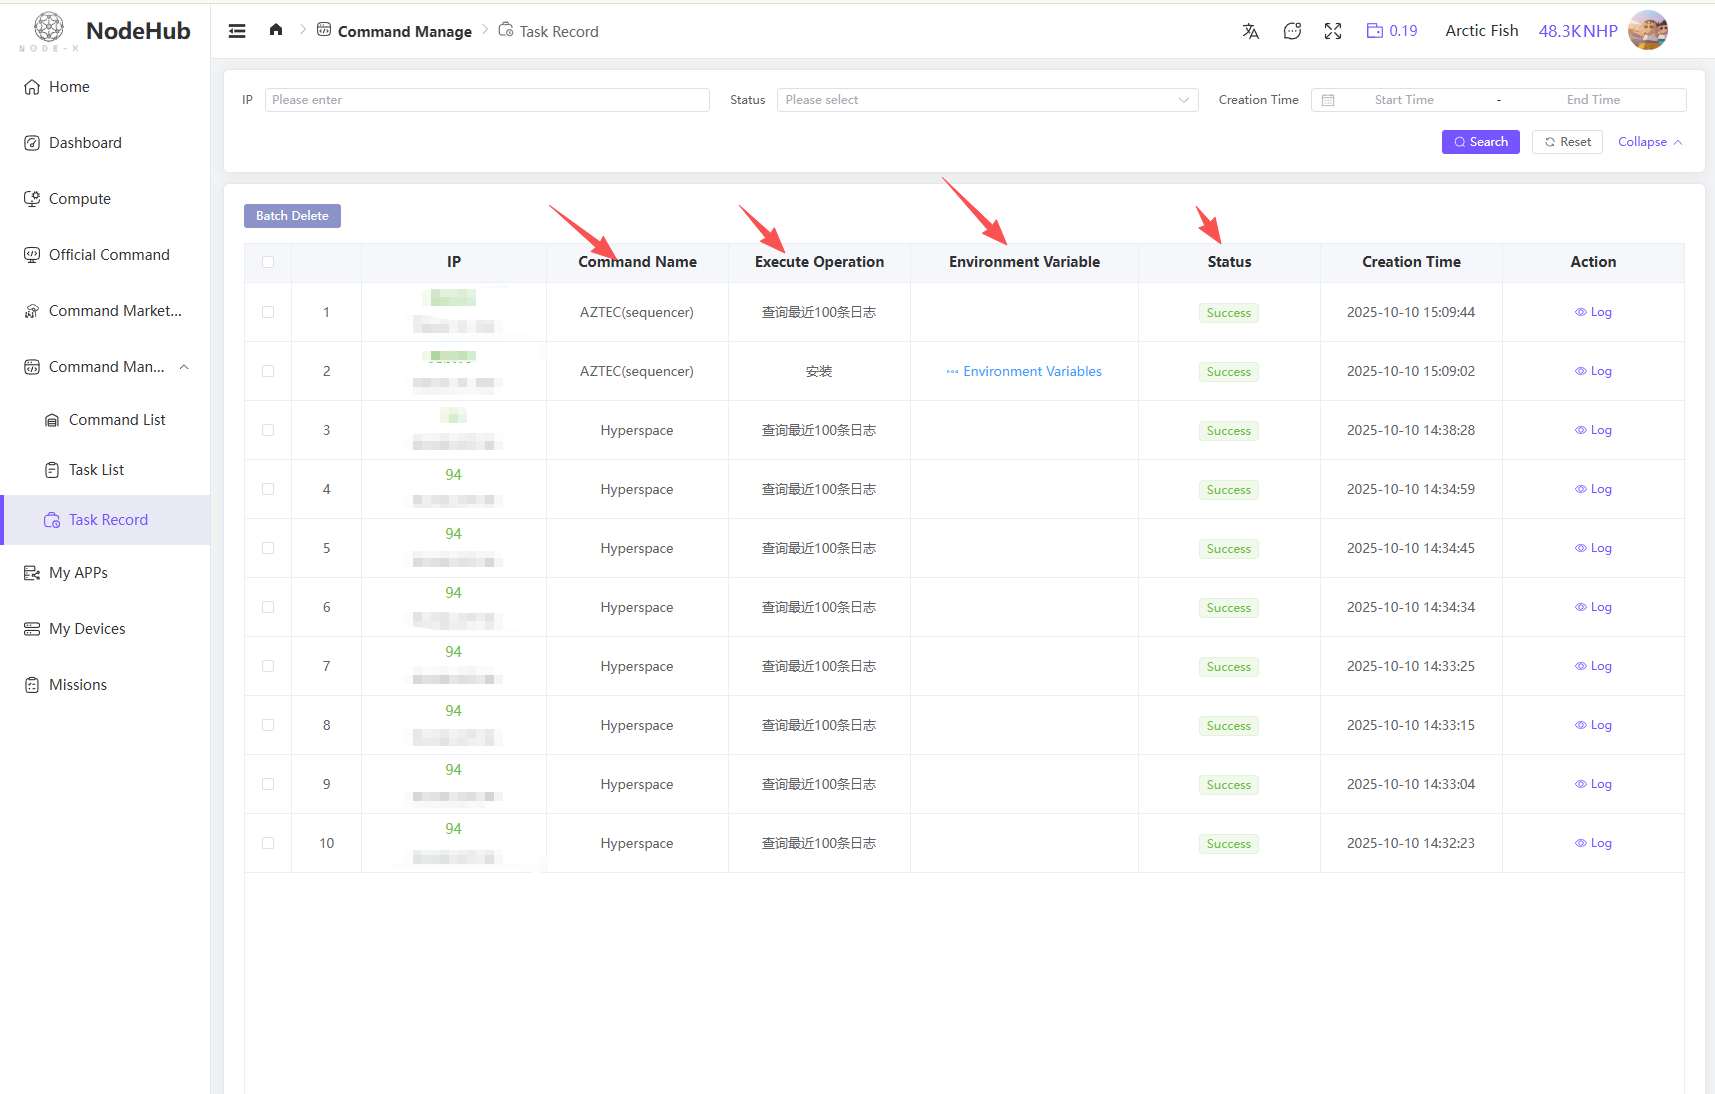 NODE-X
NodeHub
Command Manage
Task Record
0.19
Arctic Fish
48.3KNHP
Home
Dashboard
Compute
Official Command
Command Market...
Command Man...
Command List
Task List
Task Record
My APPs
My Devices
Missions
IP
Please enter
Status
Please select
Creation Time
Start Time
-
End Time
Search
Reset
Collapse
Batch Delete
IP Command Name Execute Operation Environment Variable Status Creation Time Action
1 AZTEC(sequencer) 查询最近100条日志 Success 2025-10-10 15:09:44 Log
2 AZTEC(sequencer) 安装 Environment Variables Success 2025-10-10 15:09:02 Log
3 Hyperspace 查询最近100条日志 Success 2025-10-10 14:38:28 Log
94
4 Hyperspace 查询最近100条日志 Success 2025-10-10 14:34:59 Log
94
5 Hyperspace 查询最近100条日志 Success 2025-10-10 14:34:45 Log
94
6 Hyperspace 查询最近100条日志 Success 2025-10-10 14:34:34 Log
94
7 Hyperspace 查询最近100条日志 Success 2025-10-10 14:33:25 Log
94
8 Hyperspace 查询最近100条日志 Success 2025-10-10 14:33:15 Log
94
9 Hyperspace 查询最近100条日志 Success 2025-10-10 14:33:04 Log
94
10 Hyperspace 查询最近100条日志 Success 2025-10-10 14:32:23 Log